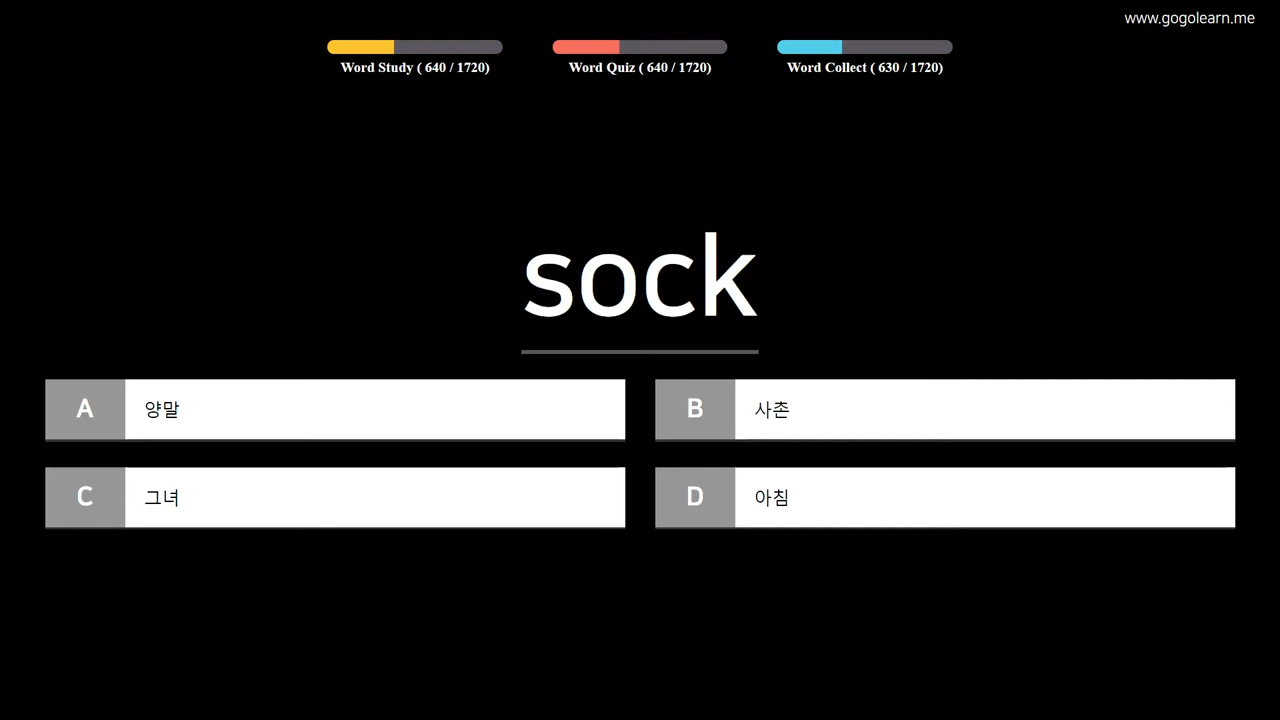 www.gogolearn.me
Word Study ( 640 / 1720)
Word Quiz ( 640 / 1720)
Word Collect ( 630 / 1720)
sock
A 양말
B 사촌
C 그녀
D 아침